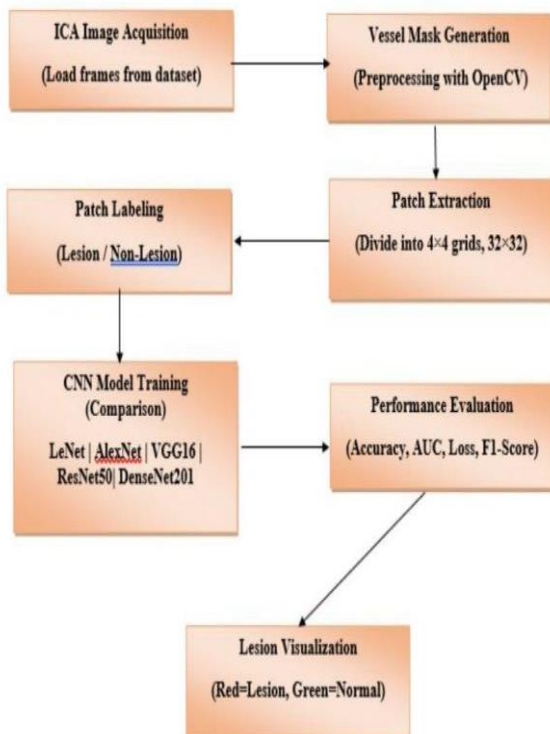 ICA Image Acquisition
(Load frames from dataset)
Vessel Mask Generation
(Preprocessing with OpenCV)
Patch Extraction
(Divide into 4×4 grids, 32×32)
Patch Labeling
(Lesion / Non-Lesion)
CNN Model Training
(Comparison)
LeNet | AlexNet | VGG16 |
ResNet50| DenseNet201
Performance Evaluation
(Accuracy, AUC, Loss, F1-Score)
Lesion Visualization
(Red=Lesion, Green=Normal)